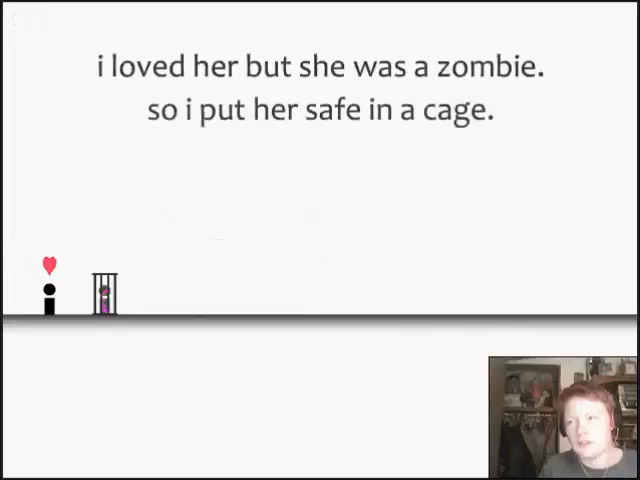 i loved her but she was a zombie.
so i put her safe in a cage.